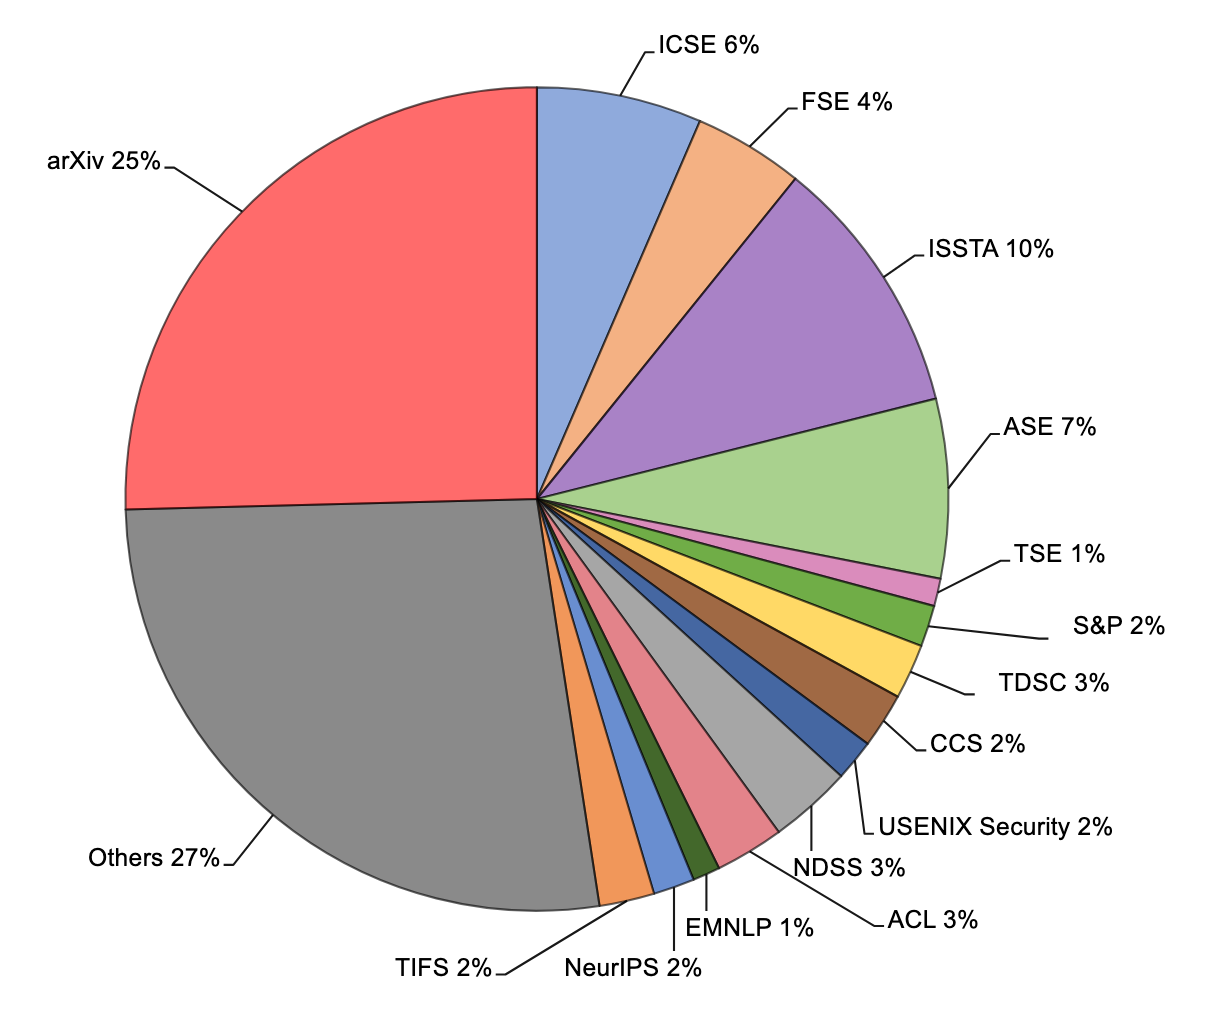 ICSE 6%
FSE 4%
arXiv 25%
ISSTA 10%
ASE 7%
TSE 1%
S&P 2%
TDSC 3%
CCS 2%
USENIX Security 2%
Others 27%
NDSS 3%
ACL 3%
EMNLP 1%
TIFS 2%
NeurIPS 2%